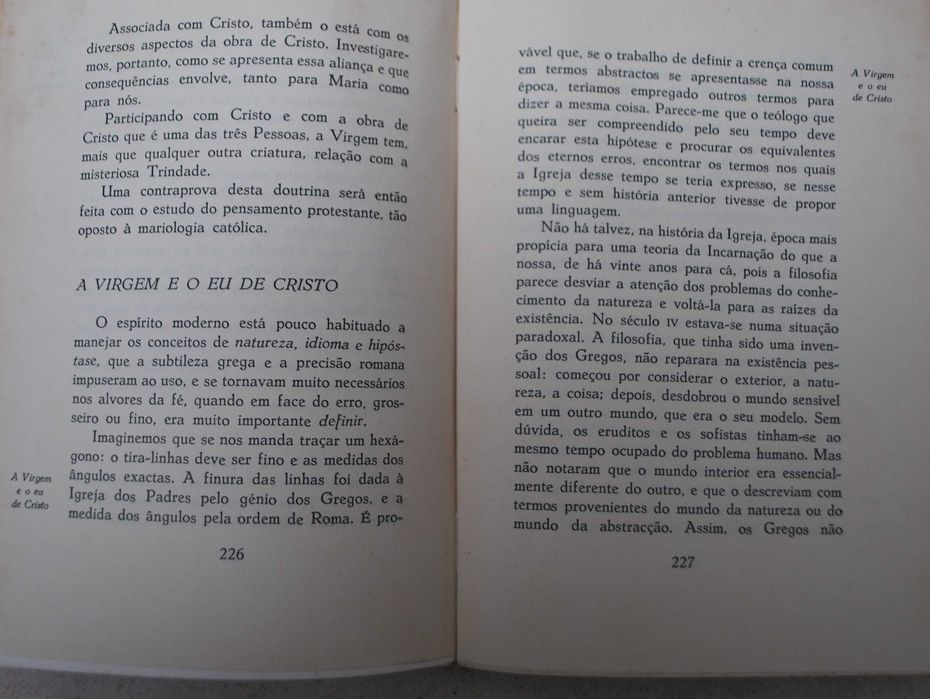 Associada com Cristo, também o está com os
diversos aspectos da obra de Cristo. Investigare-
mos, portanto, como se apresenta essa aliança e que
consequências envolve, tanto para Maria como
para nós.
Participando com Cristo e com a obra de
Cristo que é uma das três Pessoas, a Virgem tem,
mais que qualquer outra criatura, relação com a
misteriosa Trindade.
Uma contraprova desta doutrina será então
feita com o estudo do pensamento protestante, tão
oposto à mariologia católica.
A VIRGEM E O EU DE CRISTO
O espírito moderno está pouco habituado a
manejar os conceitos de natureza, idioma e hipós-
tase, que a subtileza grega e a precisão romana
impuseram ao uso, e se tornavam muito necessários
nos alvores da fé, quando em face do erro, gros-
seiro ou fino, era muito importante definir.
Imaginemos que se nos manda traçar um hexá-
gono: o tira-linhas deve ser fino e as medidas dos
ângulos exactas. A finura das linhas foi dada à
Igreja dos Padres pelo génio dos Gregos, e a
medida dos ângulos pela ordem de Roma. É pro-
A Virgem
e o eu
de Cristo
226
vável que, se o trabalho de definir a crença comum
em termos abstractos se apresentasse na nossa
época, teríamos empregado outros termos para
dizer a mesma coisa. Parece-me que o teólogo que
queira ser compreendido pelo seu tempo deve
encarar esta hipótese e procurar os equivalentes
dos eternos erros, encontrar os termos nos quais
a Igreja desse tempo se teria expresso, se nesse
tempo e sem história anterior tivesse de propor
uma linguagem.
Não há talvez, na história da Igreja, época mais
propícia para uma teoria da Incarnação do que a
nossa, de há vinte anos para cá, pois a filosofia
parece desviar a atenção dos problemas do conhe-
cimento da natureza e voltá-la para as raízes da
existência. No século IV estava-se numa situação
paradoxal. A filosofia, que tinha sido uma inven-
ção dos Gregos, não reparara na existência pes-
soal: começou por considerar o exterior, a natu-
reza, a coisa; depois, desdobrou o mundo sensível
em um outro mundo, que era o seu modelo. Sem
dúvida, os eruditos e os sofistas tinham-se ao
mesmo tempo ocupado do problema humano. Mas
não notaram que o mundo interior era essencial-
mente diferente do outro, e que o descreviam com
termos provenientes do mundo da natureza ou do
mundo da abstracção. Assim, os Gregos não
A Virgem
e o eu
de Cristo
227